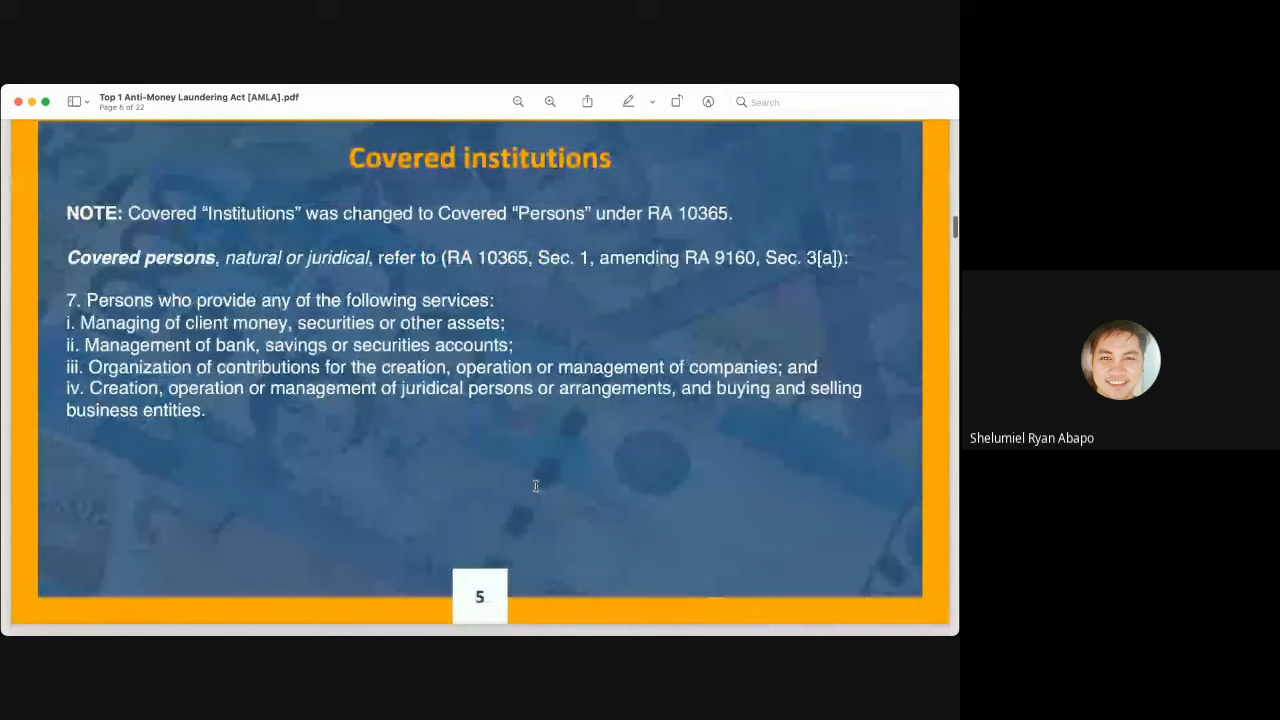 Top 1 Anti-Money Laundering Act [AMLA].pdf
Page 6 of 22
Search
Covered institutions
NOTE: Covered “Institutions” was changed to Covered “Persons” under RA 10365.
Covered persons, natural or juridical, refer to (RA 10365, Sec. 1, amending RA 9160, Sec. 3[a]):
7. Persons who provide any of the following services:
i. Managing of client money, securities or other assets;
ii. Management of bank, savings or securities accounts;
iii. Organization of contributions for the creation, operation or management of companies; and
iv. Creation, operation or management of juridical persons or arrangements, and buying and selling
business entities.
5
Shelumiel Ryan Abapo